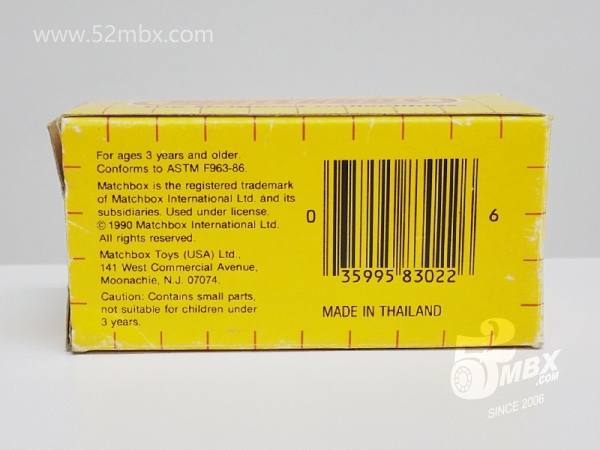 www.52mbx.com
For ages 3 years and older.
Conforms to ASTM F963-86.
Matchbox is the registered trademark
of Matchbox International Ltd. and its
subsidiaries. Used under license.
© 1990 Matchbox International Ltd.
All rights reserved.
Matchbox Toys (USA) Ltd.,
141 West Commercial Avenue,
Moonachie, N.J. 07074.
Caution: Contains small parts,
not suitable for children under
3 years.
0 35995 83022 6
MADE IN THAILAND
52MBX.COM
SINCE 2006